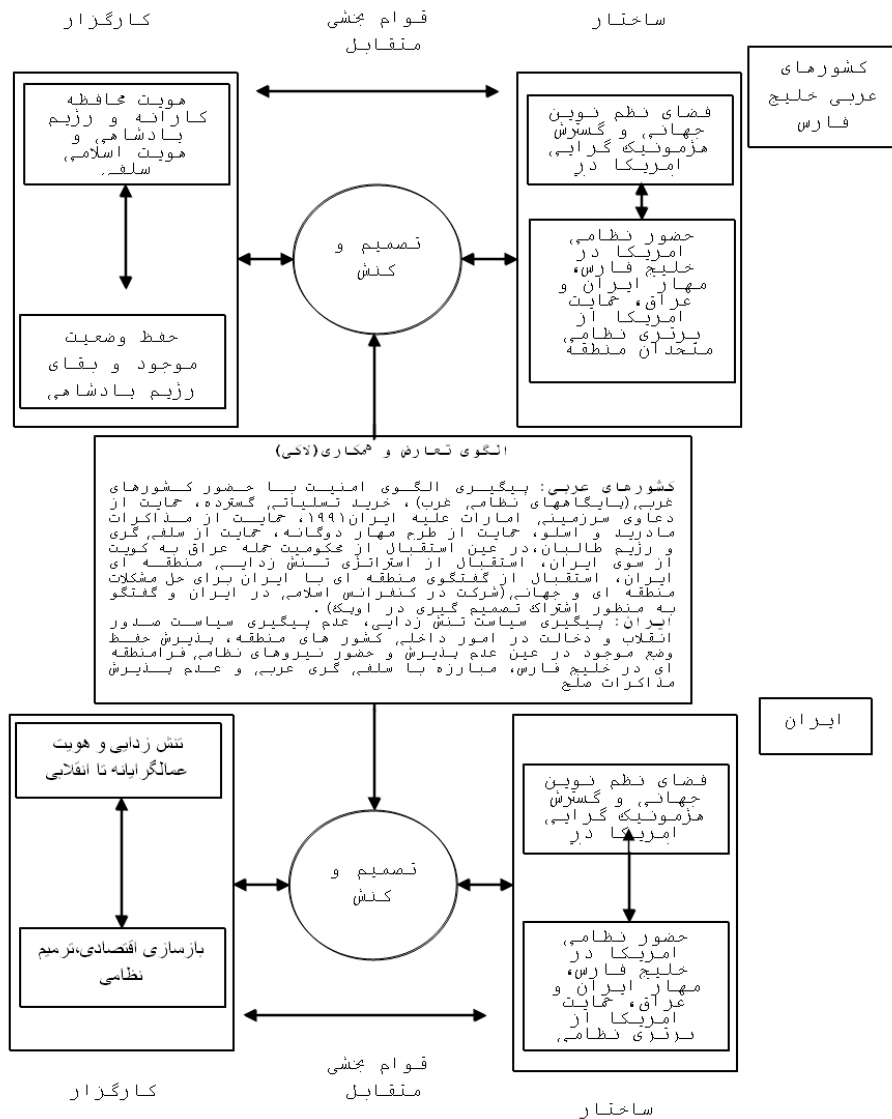 ساختار
قوام بخشی
متقابل
کارگزار
کشورهای
عربی خلیج
فارس
فضای نظم نوین
جهانی و گسترش
هژمونیک گرایی
امریکا در
حضور نظامی
امریکا در
خلیج فارس،
مهار ایران و
عراق، حمایت
امریکا از
برتری نظامی
متحدان منطقه
تصمیم و
کنش
هویت محافظه
کارانه و رژیم
پادشاهی و
هویت اسلامی
سلفی
حفظ وضعیت
موجود و بقای
رژیم پادشاهی
الگوی تعارض و همکاری(لاکی)
کشورهای عربی: پیگیری الگوی امنیت با حضور کشورهای
غربی(پایگاههای نظامی غرب)، خرید تسلیاتی گسترده، حمایت از
دعاوی سرزمینی امارات علیه ایران۱۹۹۱، حمایت از مذاکرات
مادرید و اسلو، حمایت از طرح مهار دوگانه، حمایت از سلفی گری
و رژیم طالبان،در عین استقبال از محکومیت حمله عراق به کویت
از سوی ایران، استقبال از استراتژی تنش زدایی منطقه ای
ایران، استقبال از گفتگوی منطقه ای با ایران برای حل مشکلات
منطقه ای و جهانی(شرکت در کنفرانس اسلامی در ایران و گفتگو
به منظور اشتراک تصمیم گیری در اوپک).
ایران: پیگیری سیاست تنش زدایی، عدم پیگیری سیاست صدور
انقلاب و دخالت در امور داخلی کشور های منطقه، پذیرش حفظ
وضع موجود در عین عدم پذیرش و حضور نیروهای نظامی فرامنطقه
ای در خلیج فارس، مبارزه با سلفی گری عربی و عدم پذیرش
مذاکرات صلح
ایران
فضای نظم نوین
جهانی و گسترش
هژمونیک گرایی
امریکا در
حضور نظامی
امریکا در
خلیج فارس،
مهار ایران و
عراق، حمایت
امریکا از
برتری نظامی
تصمیم و
کنش
تنش زدایی و هویت
عمالگرایانه تا انقلابی
بازسازی اقتصادی،ترمیم
نظامی
قوام بخشی
متقابل
کارگزار
ساختار